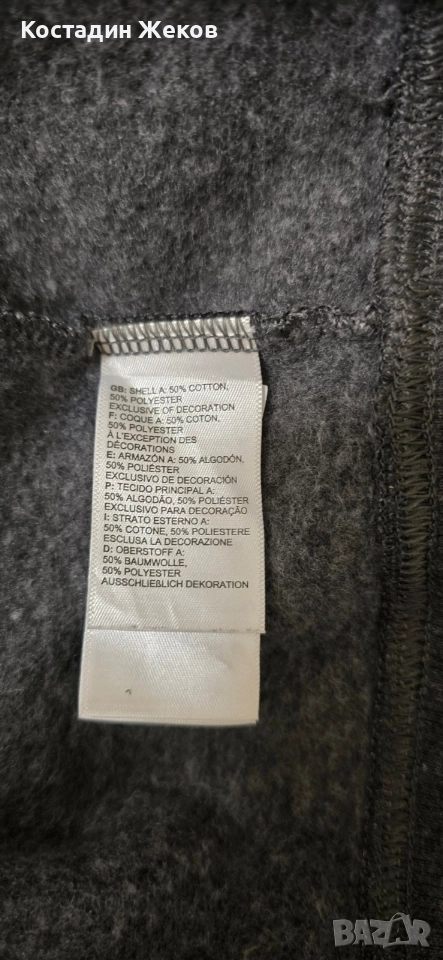 Костадин Жеков
GB: SHELL A: 50% COTTON,
50% POLYESTER
EXCLUSIVE OF DECORATION
F: COQUE A: 50% COTON,
50% POLYESTER
À L'EXCEPTION DES
DÉCORATIONS
E: ARMAZÓN A: 50% ALGODÓN,
50% POLIÉSTER
EXCLUSIVO DE DECORACIÓN
P: TECIDO PRINCIPAL A:
50% ALGODÃO, 50% POLIÉSTER
EXCLUSIVO PARA DECORAÇÃO
I: STRATO ESTERNO A:
50% COTONE, 50% POLIESTERE
ESCLUSA LA DECORAZIONE
D: OBERSTOFF A:
50% BAUMWOLLE,
50% POLYESTER
AUSSCHLIEßLICH DEKORATION
BAZAR